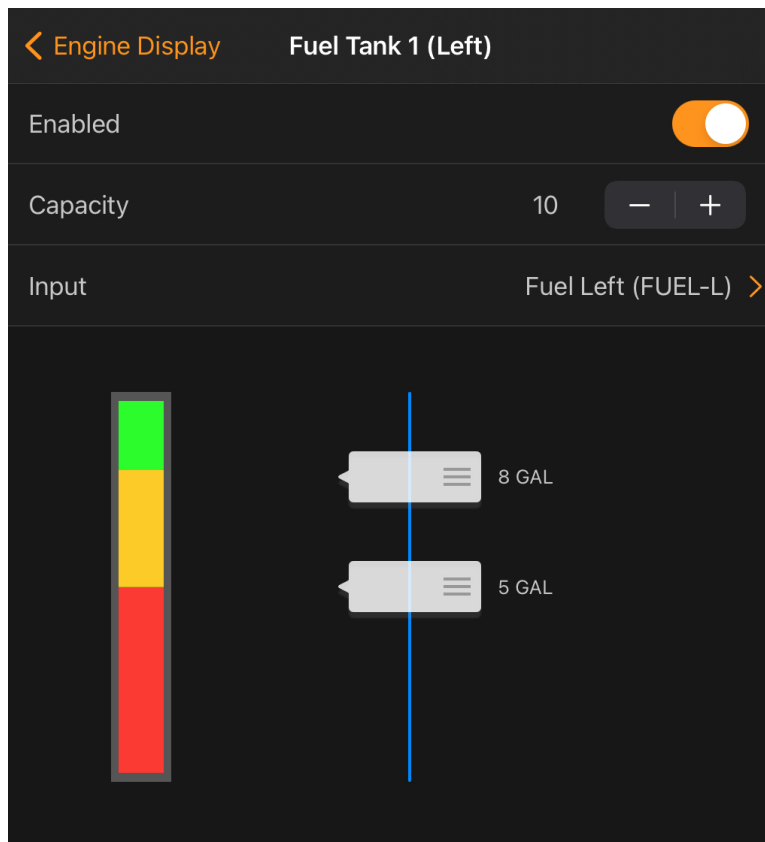 Engine Display
Fuel Tank 1 (Left)
Enabled
Capacity 10 − +
Input Fuel Left (FUEL-L)
8 GAL
5 GAL